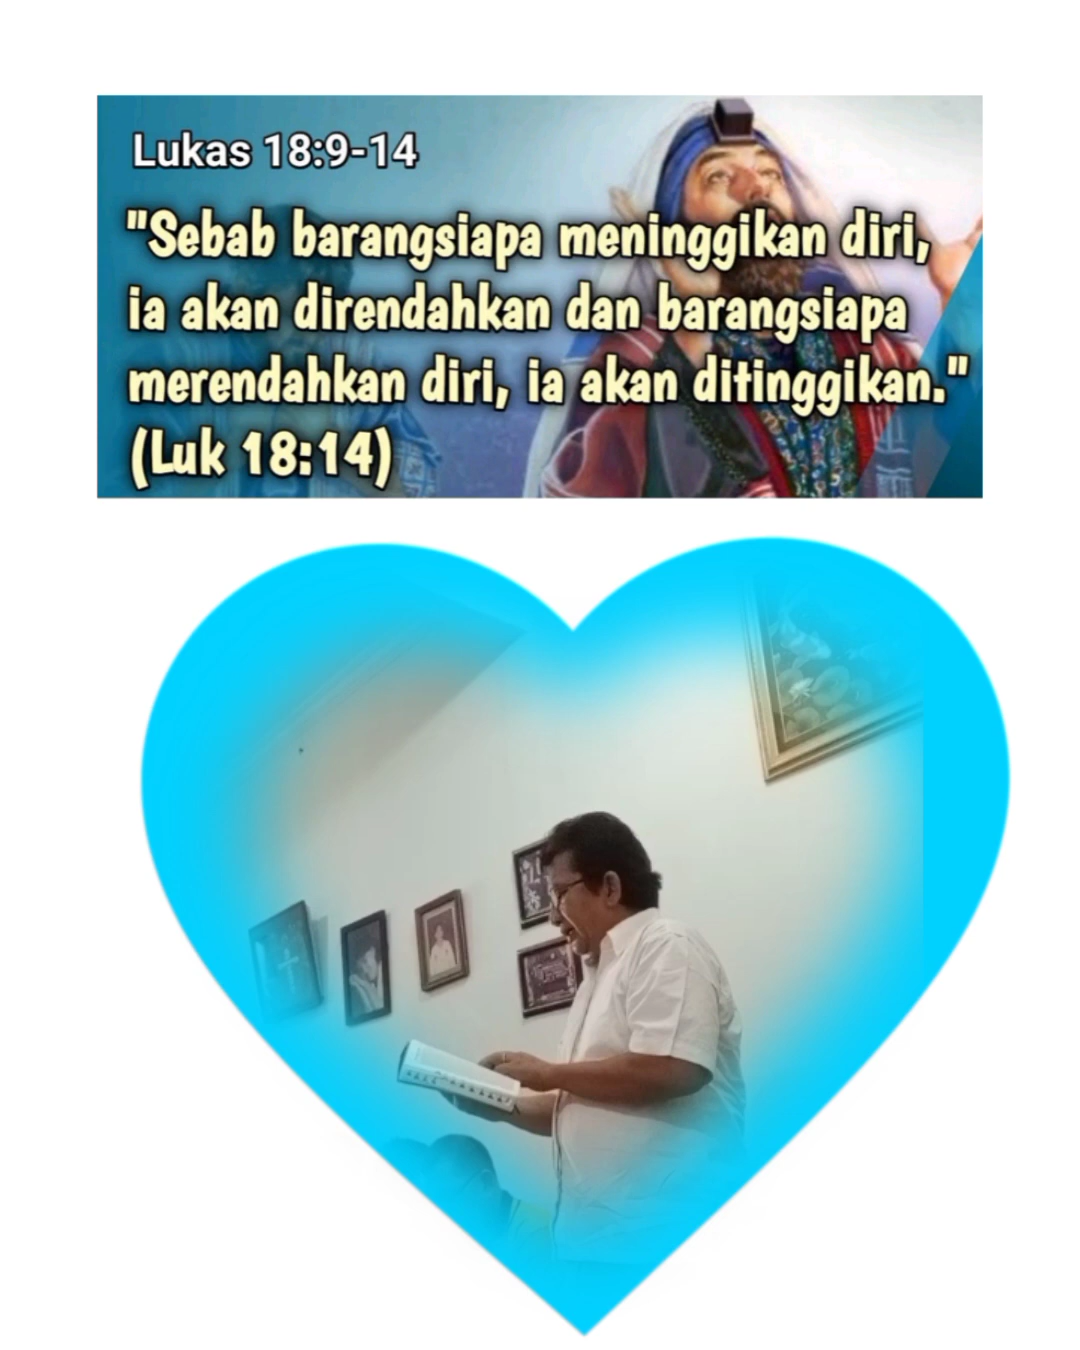 Lukas 18:9-14
"Sebab barangsiapa meninggikan diri,
ia akan direndahkan dan barangsiapa
merendahkan diri, ia akan ditinggikan."
(Luk 18:14)